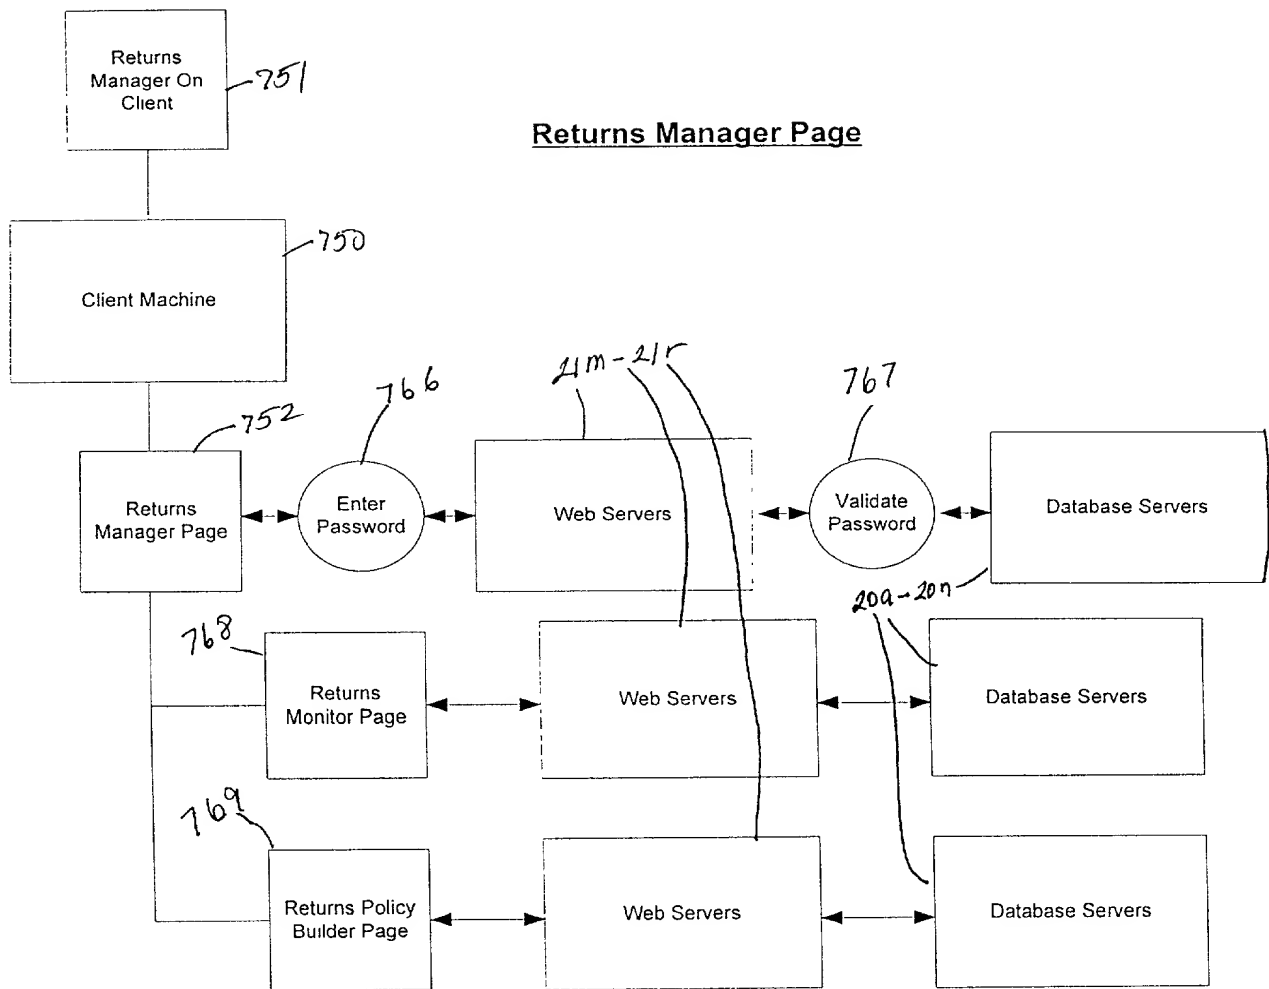 Returns
Manager On
Client
751
Returns Manager Page
750
Client Machine
21m-21r
766
767
752
Returns
Manager Page
Enter
Password
Web Servers
Validate
Password
Database Servers
20a-20n
768
Returns
Monitor Page
Web Servers
Database Servers
769
Returns Policy
Builder Page
Web Servers
Database Servers